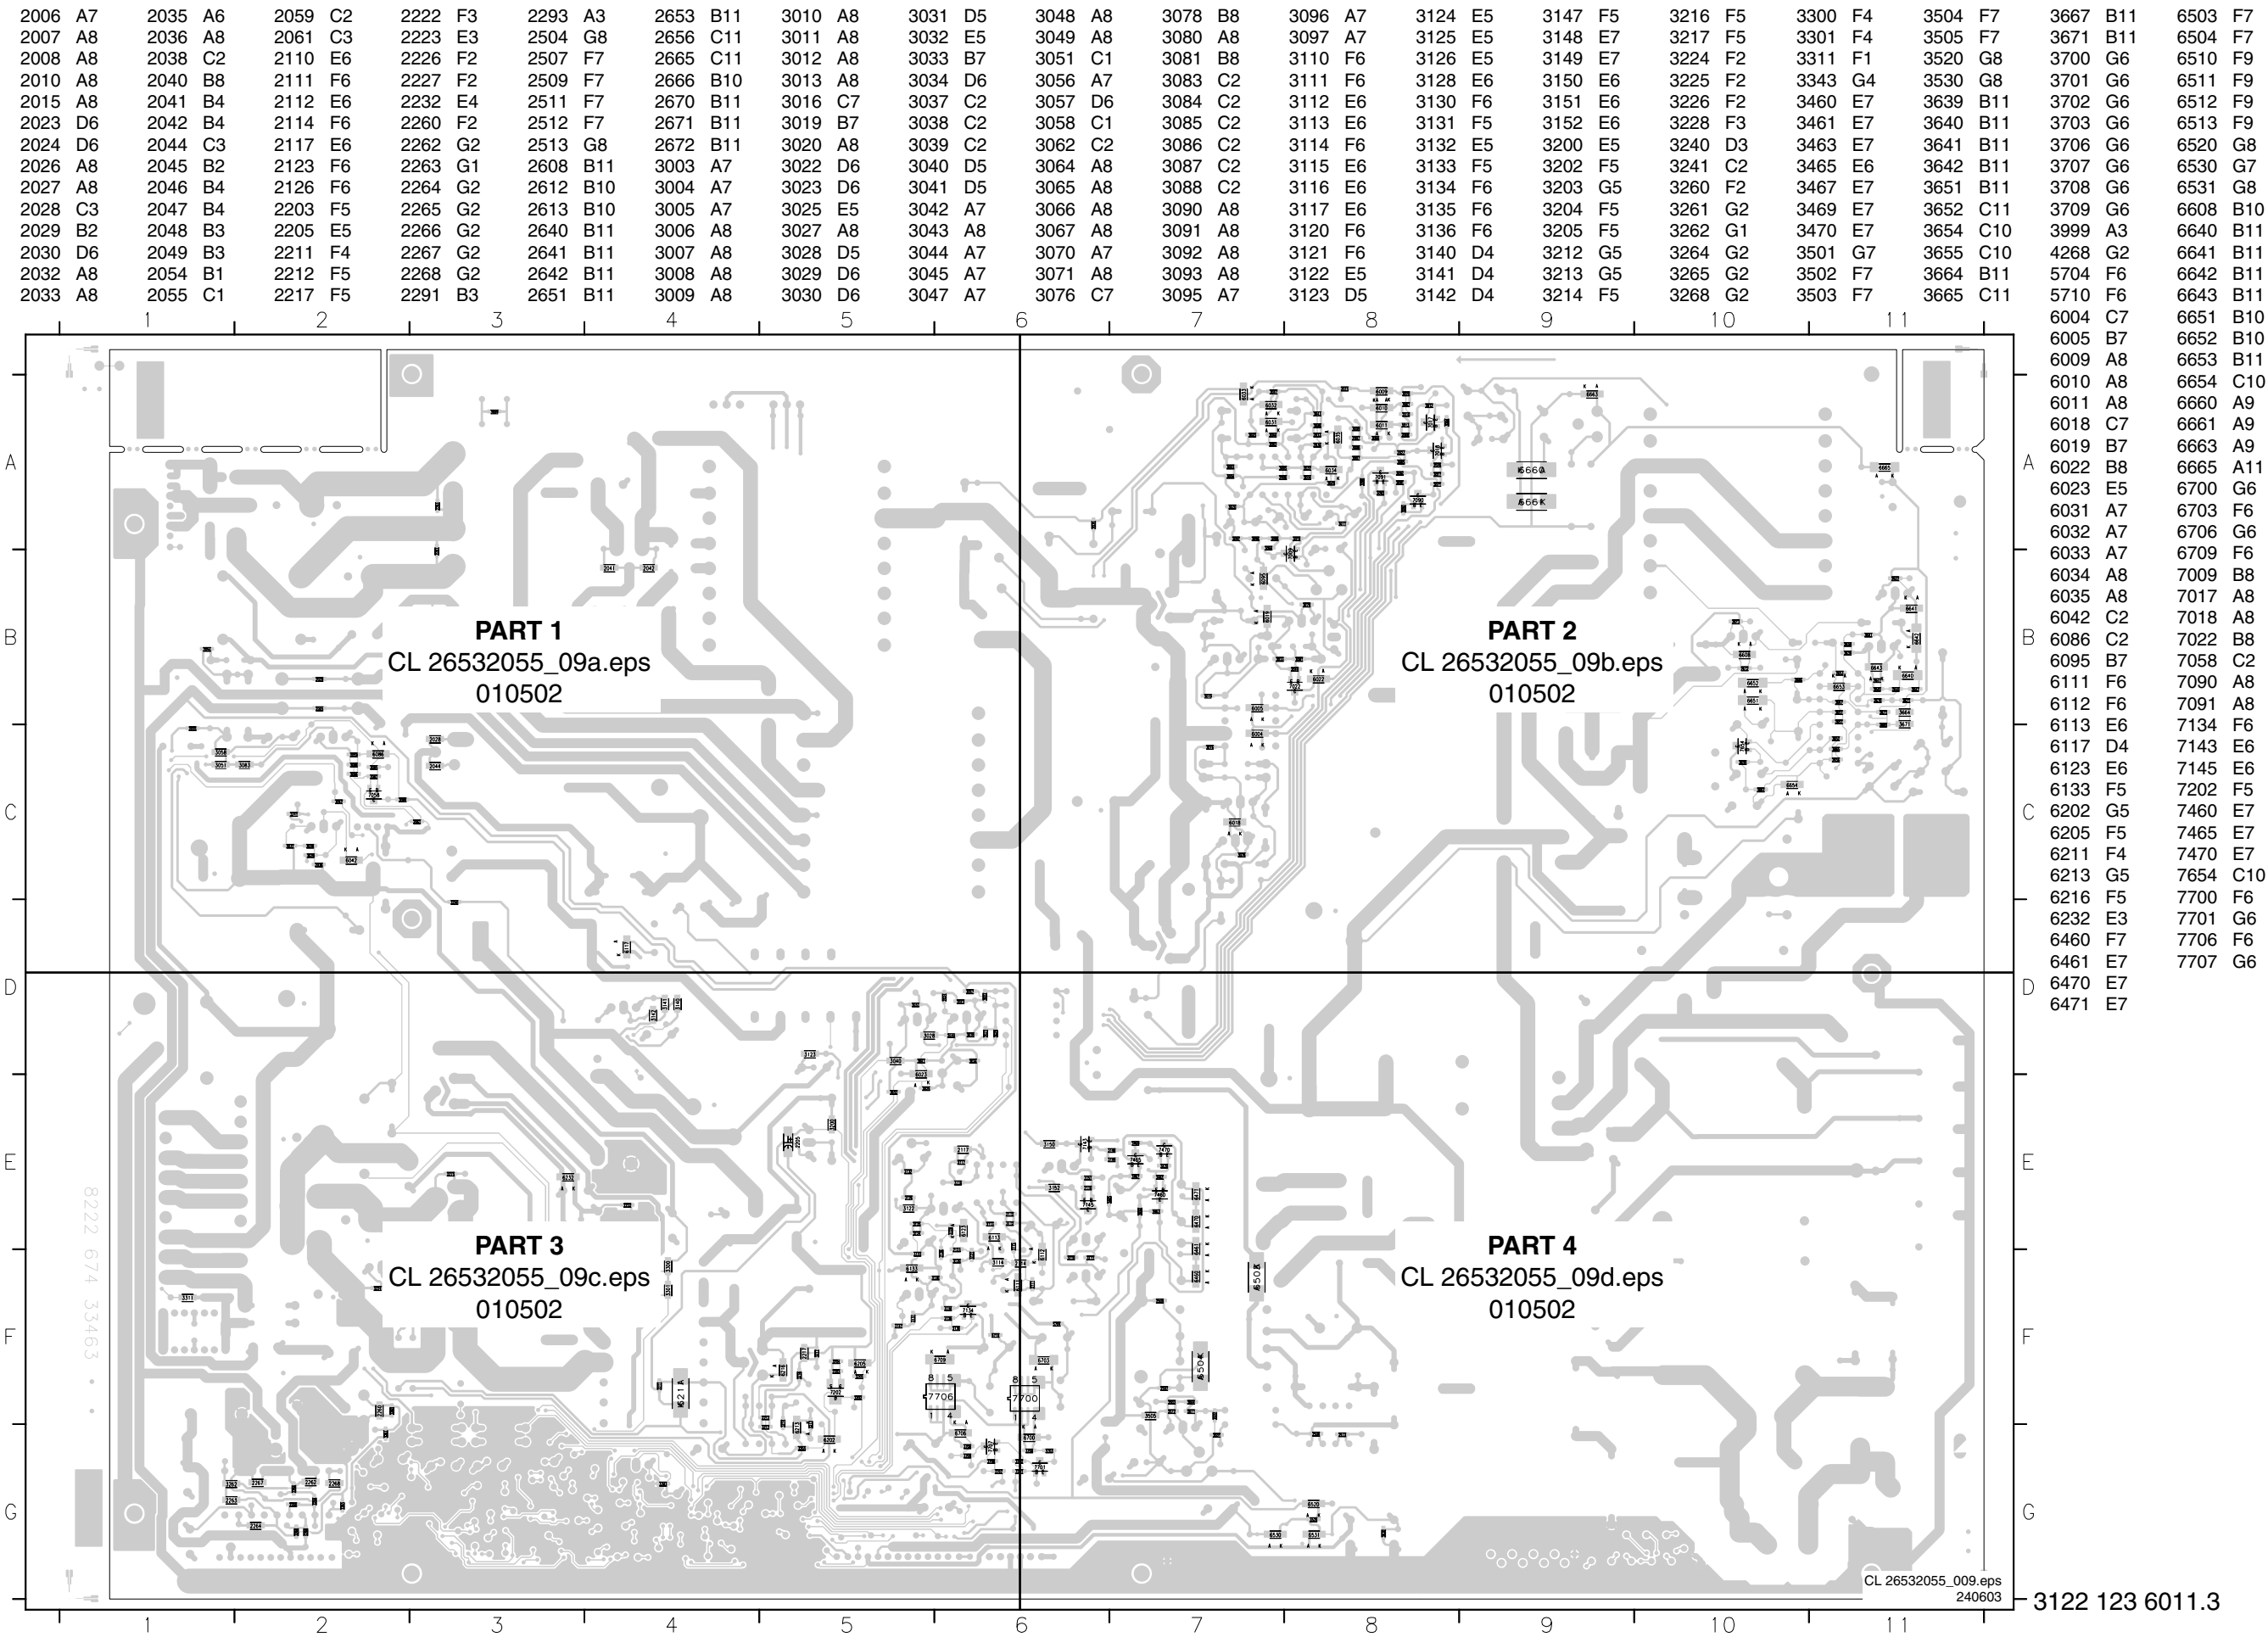 2006 A7 2035 A6 2059 C2 2222 F3 2293 A3 2653 B11 3010 A8 3031 D5 3048 A8 3078 B8 3096 A7 3124 E5 3147 F5 3216 F5 3300 F4 3504 F7 3667 B11 6503 F7
2007 A8 2036 A8 2061 C3 2223 E3 2504 G8 2656 C11 3011 A8 3032 E5 3049 A8 3080 A8 3097 A7 3125 E5 3148 E7 3217 F5 3301 F4 3505 F7 3671 B11 6504 F7
2008 A8 2038 C2 2110 E6 2226 F2 2507 F7 2665 C11 3012 A8 3033 B7 3051 C1 3081 B8 3110 F6 3126 E5 3149 E7 3224 F2 3311 F1 3520 G8 3700 G6 6510 F9
2010 A8 2040 B8 2111 F6 2227 F2 2509 F7 2666 B10 3013 A8 3034 D6 3056 A7 3083 C2 3111 F6 3128 E6 3150 E6 3225 F2 3343 G4 3530 G8 3701 G6 6511 F9
2015 A8 2041 B4 2112 E6 2232 E4 2511 F7 2670 B11 3016 C7 3037 C2 3057 D6 3084 C2 3112 E6 3130 F6 3151 E6 3226 F2 3460 E7 3639 B11 3702 G6 6512 F9
2023 D6 2042 B4 2114 F6 2260 F2 2512 F7 2671 B11 3019 B7 3038 C2 3058 C1 3085 C2 3113 E6 3131 F5 3152 E6 3228 F3 3461 E7 3640 B11 3703 G6 6513 F9
2024 D6 2044 C3 2117 E6 2262 G2 2513 G8 2672 B11 3020 A8 3039 C2 3062 C2 3086 C2 3114 F6 3132 E5 3200 E5 3240 D3 3463 E7 3641 B11 3706 G6 6520 G8
2026 A8 2045 B2 2123 F6 2263 G1 2608 B11 3003 A7 3022 D6 3040 D5 3064 A8 3087 C2 3115 E6 3133 F5 3202 F5 3241 C2 3465 E6 3642 B11 3707 G6 6530 G7
2027 A8 2046 B4 2126 F6 2264 G2 2612 B10 3004 A7 3023 D6 3041 D5 3065 A8 3088 C2 3116 E6 3134 F6 3203 G5 3260 F2 3467 E7 3651 B11 3708 G6 6531 G8
2028 C3 2047 B4 2203 F5 2265 G2 2613 B10 3005 A7 3025 E5 3042 A7 3066 A8 3090 A8 3117 E6 3135 F6 3204 F5 3261 G2 3469 E7 3652 C11 3709 G6 6608 B10
2029 B2 2048 B3 2205 E5 2266 G2 2640 B11 3006 A8 3027 A8 3043 A8 3067 A8 3091 A8 3120 F6 3136 F6 3205 F5 3262 G1 3470 E7 3654 C10 3999 A3 6640 B11
2030 D6 2049 B3 2211 F4 2267 G2 2641 B11 3007 A8 3028 D5 3044 A7 3070 A7 3092 A8 3121 F6 3140 D4 3212 G5 3264 G2 3501 G7 3655 C10 4268 G2 6641 B11
2032 A8 2054 B1 2212 F5 2268 G2 2642 B11 3008 A8 3029 D6 3045 A7 3071 A8 3093 A8 3122 E5 3141 D4 3213 G5 3265 G2 3502 F7 3664 B11 5704 F6 6642 B11
2033 A8 2055 C1 2217 F5 2291 B3 2651 B11 3009 A8 3030 D6 3047 A7 3076 C7 3095 A7 3123 D5 3142 D4 3214 F5 3268 G2 3503 F7 3665 C11 5710 F6 6643 B11
6004 C7 6651 B10
6005 B7 6652 B10
6009 A8 6653 B11
6010 A8 6654 C10
6011 A8 6660 A9
6018 C7 6661 A9
6019 B7 6663 A9
6022 B8 6665 A11
6023 E5 6700 G6
6031 A7 6703 F6
6032 A7 6706 G6
6033 A7 6709 F6
6034 A8 7009 B8
6035 A8 7017 A8
6042 C2 7018 A8
6086 C2 7022 B8
6095 B7 7058 C2
6111 F6 7090 A8
6112 F6 7091 A8
6113 E6 7134 F6
6117 D4 7143 E6
6123 E6 7145 E6
6133 F5 7202 F5
6202 G5 7460 E7
6205 F5 7465 E7
6211 F4 7470 E7
6213 G5 7654 C10
6216 F5 7700 F6
6232 E3 7701 G6
6460 F7 7706 F6
6461 E7 7707 G6
6470 E7
6471 E7
1 2 3 4 5 6 7 8 9 10 11
A A
B B
C C
D D
E E
F F
G G
PART 1
CL 26532055_09a.eps
010502
PART 2
CL 26532055_09b.eps
010502
PART 3
CL 26532055_09c.eps
010502
PART 4
CL 26532055_09d.eps
010502
8222 674 33463
8 5
7706
1 4
8 5
7700
1 4
CL 26532055_009.eps
240603
3122 123 6011.3
1 2 3 4 5 6 7 8 9 10 11